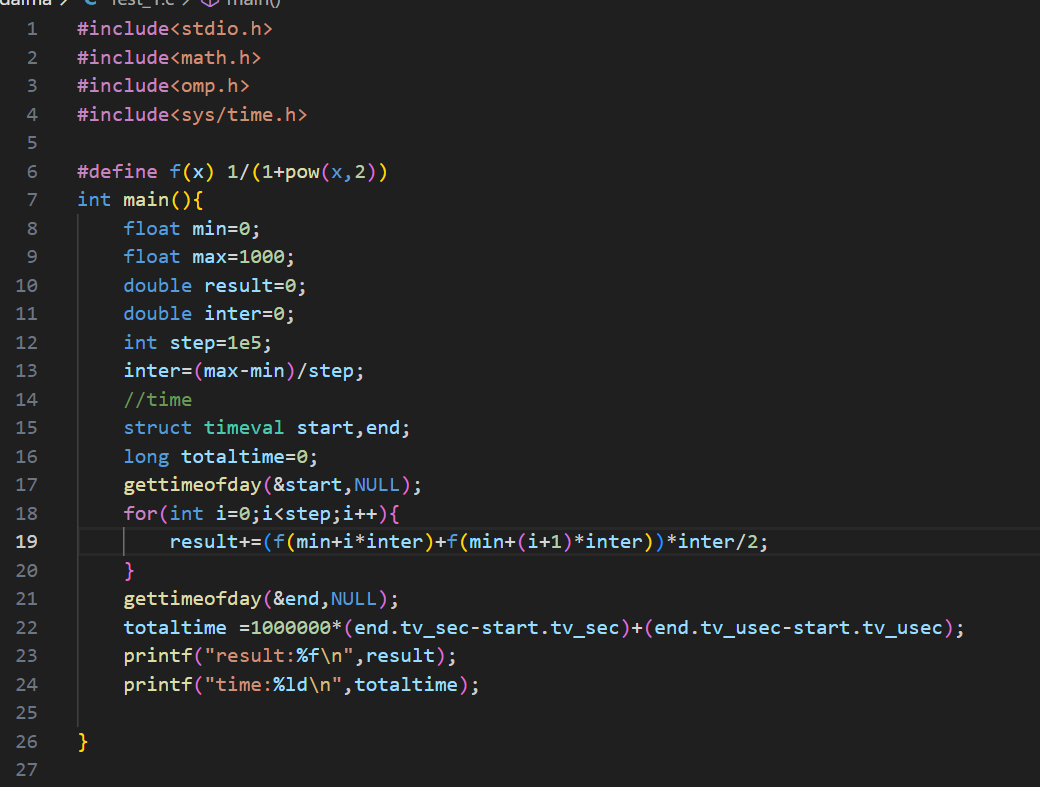 daima > C Test_1.c > main()
1 #include<stdio.h>
2 #include<math.h>
3 #include<omp.h>
4 #include<sys/time.h>
5
6 #define f(x) 1/(1+pow(x,2))
7 int main(){
8     float min=0;
9     float max=1000;
10     double result=0;
11     double inter=0;
12     int step=1e5;
13     inter=(max-min)/step;
14     //time
15     struct timeval start,end;
16     long totaltime=0;
17     gettimeofday(&start,NULL);
18     for(int i=0;i<step;i++){
19         result+=(f(min+i*inter)+f(min+(i+1)*inter))*inter/2;
20     }
21     gettimeofday(&end,NULL);
22     totaltime =1000000*(end.tv_sec-start.tv_sec)+(end.tv_usec-start.tv_usec);
23     printf("result:%f\n",result);
24     printf("time:%ld\n",totaltime);
25
26 }
27